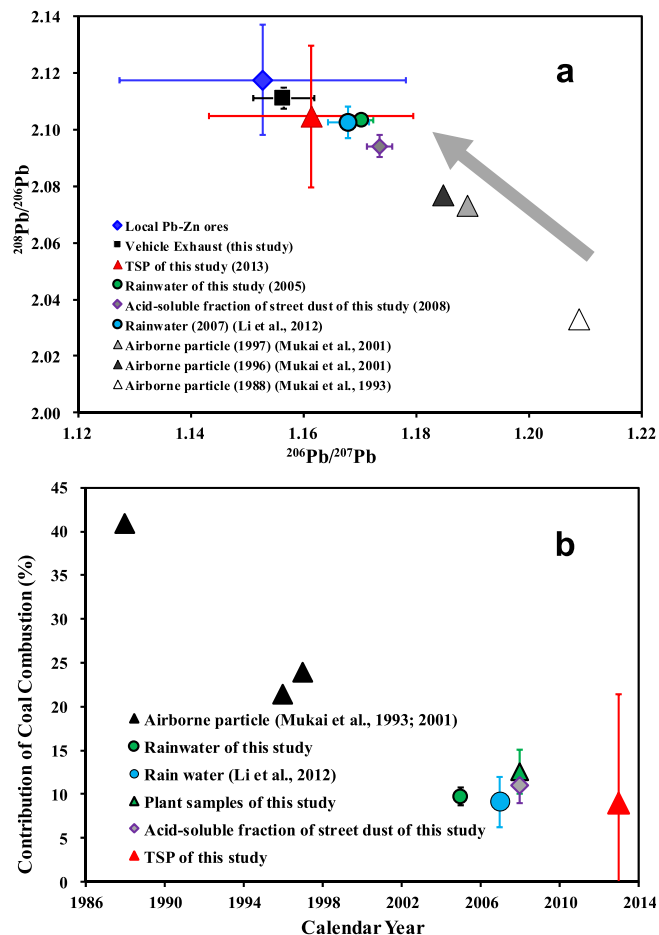 2.14
a
2.12
2.10
2.08
2.06
2.04
2.02
2.00
208Pb/206Pb
Local Pb-Zn ores
Vehicle Exhaust (this study)
TSP of this study (2013)
Rainwater of this study (2005)
Acid-soluble fraction of street dust of this study (2008)
Rainwater (2007) (Li et al., 2012)
Airborne particle (1997) (Mukai et al., 2001)
Airborne particle (1996) (Mukai et al., 2001)
Airborne particle (1988) (Mukai et al., 1993)
1.12 1.14 1.16 1.18 1.20 1.22
206Pb/207Pb
45
b
40
35
30
25
20
15
10
5
0
Contribution of Coal Combustion (%)
Airborne particle (Mukai et al., 1993; 2001)
Rainwater of this study
Rain water (Li et al., 2012)
Plant samples of this study
Acid-soluble fraction of street dust of this study
TSP of this study
1986 1990 1994 1998 2002 2006 2010 2014
Calendar Year